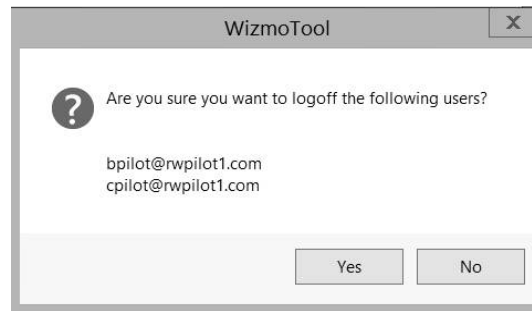 WizmoTool
X
?
Are you sure you want to logoff the following users?
bpilot@rwpilot1.com
cpilot@rwpilot1.com
Yes No